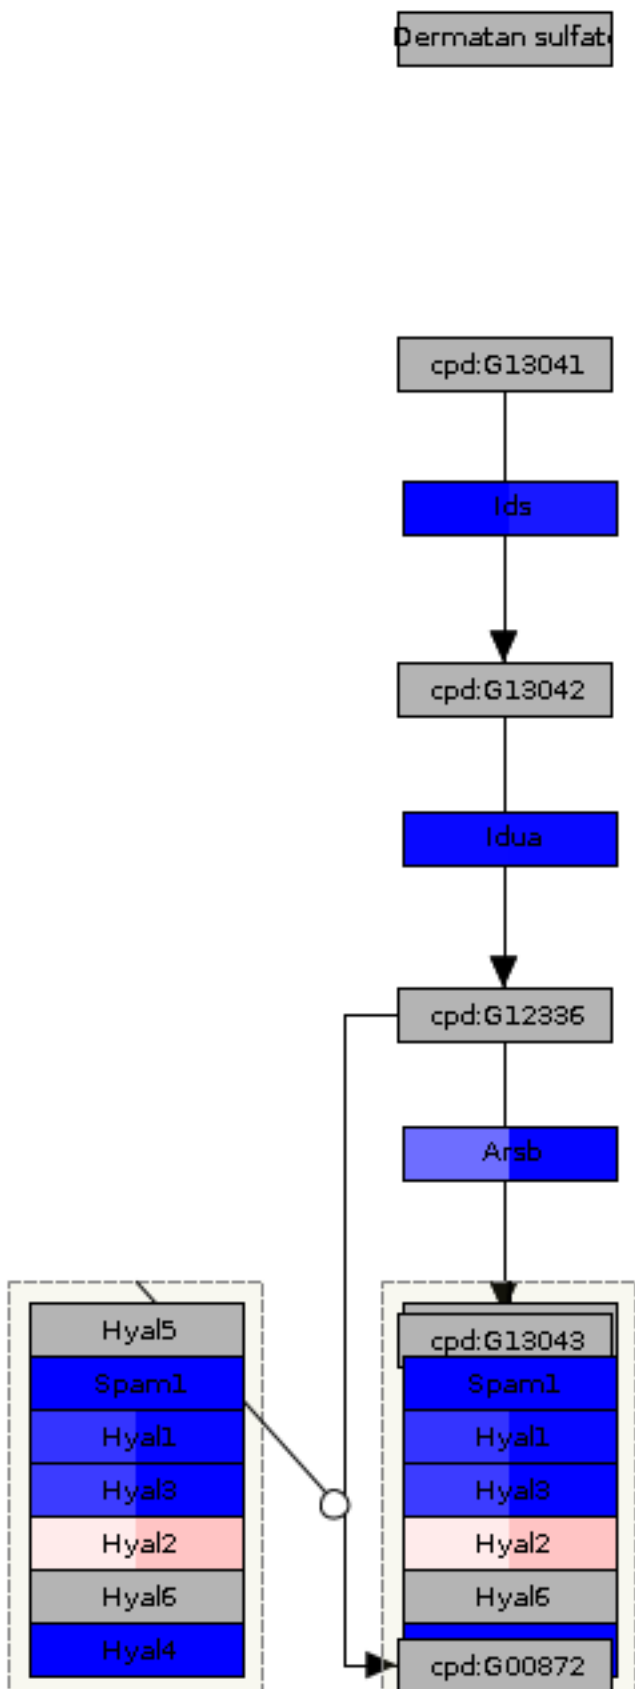 Dermatan sulfat
cpd:G13041
Ids
cpd:G13042
Idua
cpd:G12336
Arsb
Hyal5
Spam1
Hyal1
Hyal3
Hyal2
Hyal6
Hyal4
cpd:G13043
Spam1
Hyal1
Hyal3
Hyal2
Hyal6
cpd:G00872